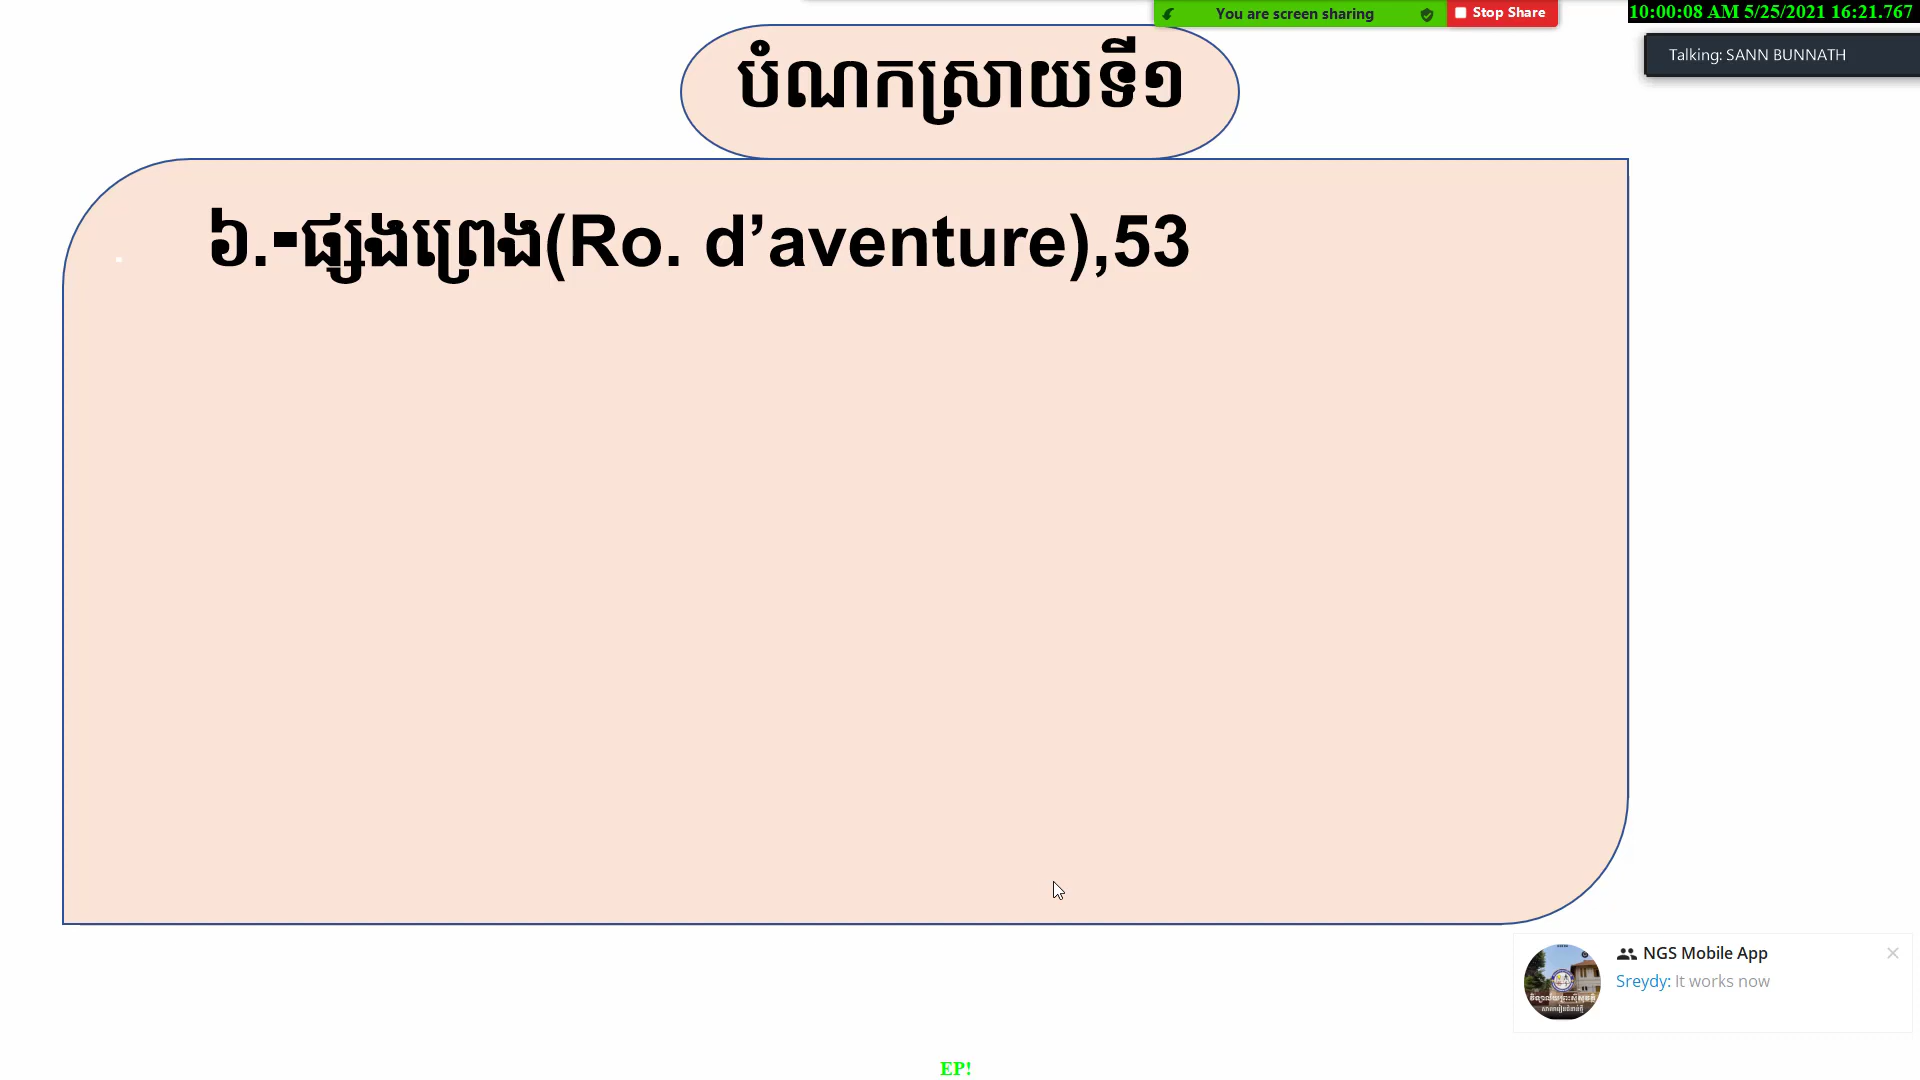 You are screen sharing
Stop Share
10:00:08 AM 5/25/2021 16:21.767
Talking: SANN BUNNATH
បំណកស្រាយទី១
៦.-ផ្សងព្រេង(Ro. d’aventure),53
NGS Mobile App
Sreydy: It works now
EP!